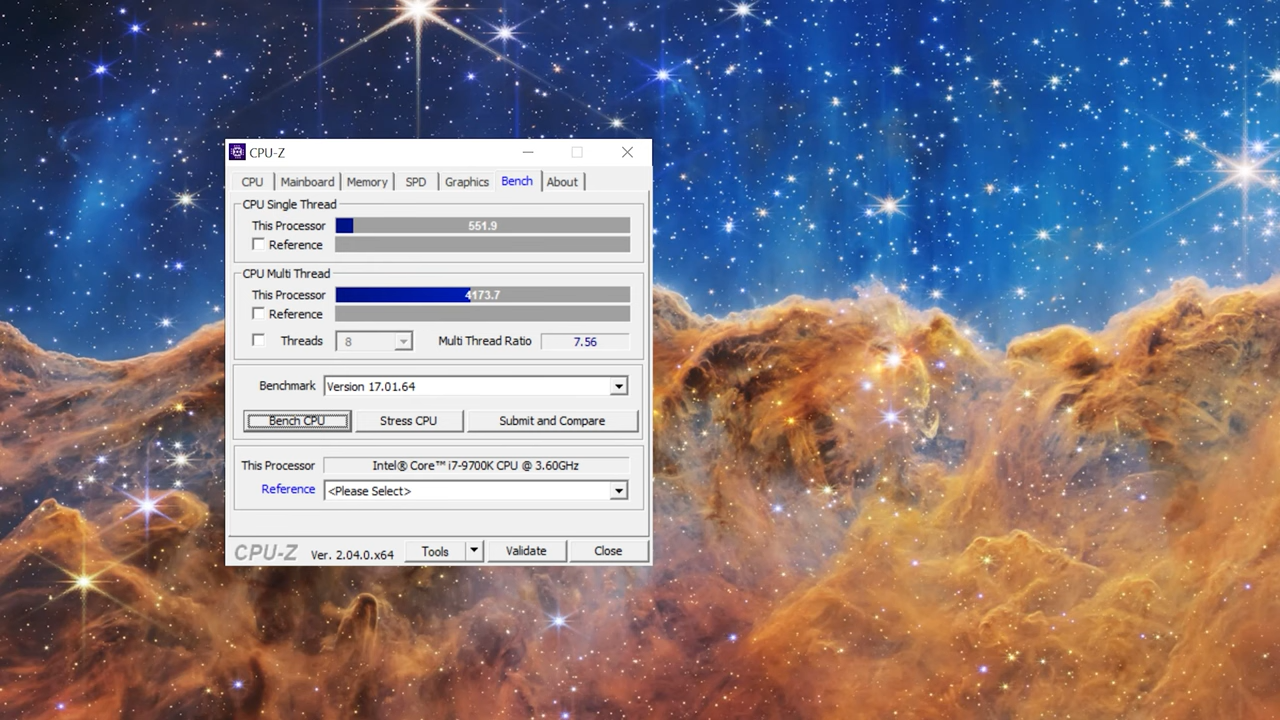 CPU-Z
CPU Mainboard Memory SPD Graphics Bench About
CPU Single Thread
This Processor 551.9
Reference
CPU Multi Thread
This Processor 4173.7
Reference
Threads 8 Multi Thread Ratio 7.56
Benchmark Version 17.01.64
Bench CPU Stress CPU Submit and Compare
This Processor Intel® Core™ i7-9700K CPU @ 3.60GHz
Reference <Please Select>
CPU-Z Ver. 2.04.0.x64 Tools Validate Close